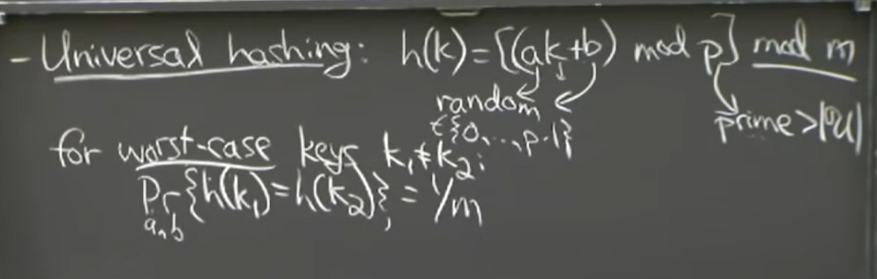 - Universal hashing: h(k) = [(ak+b) mod p] mod m
random ∈ {0,...,p-1}
prime > |U|
for worst-case keys k₁ ≠ k₂:
Pr{h(k₁) = h(k₂)} = 1/m
a,b